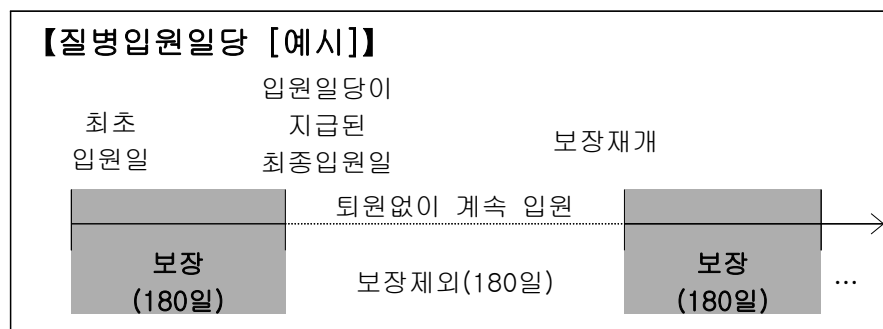 【질병입원일당 [예시]】
최초
입원일
입원일당이
지급된
최종입원일
보장재개
퇴원없이 계속 입원
보장
(180일)
보장제외(180일)
보장
(180일)
…